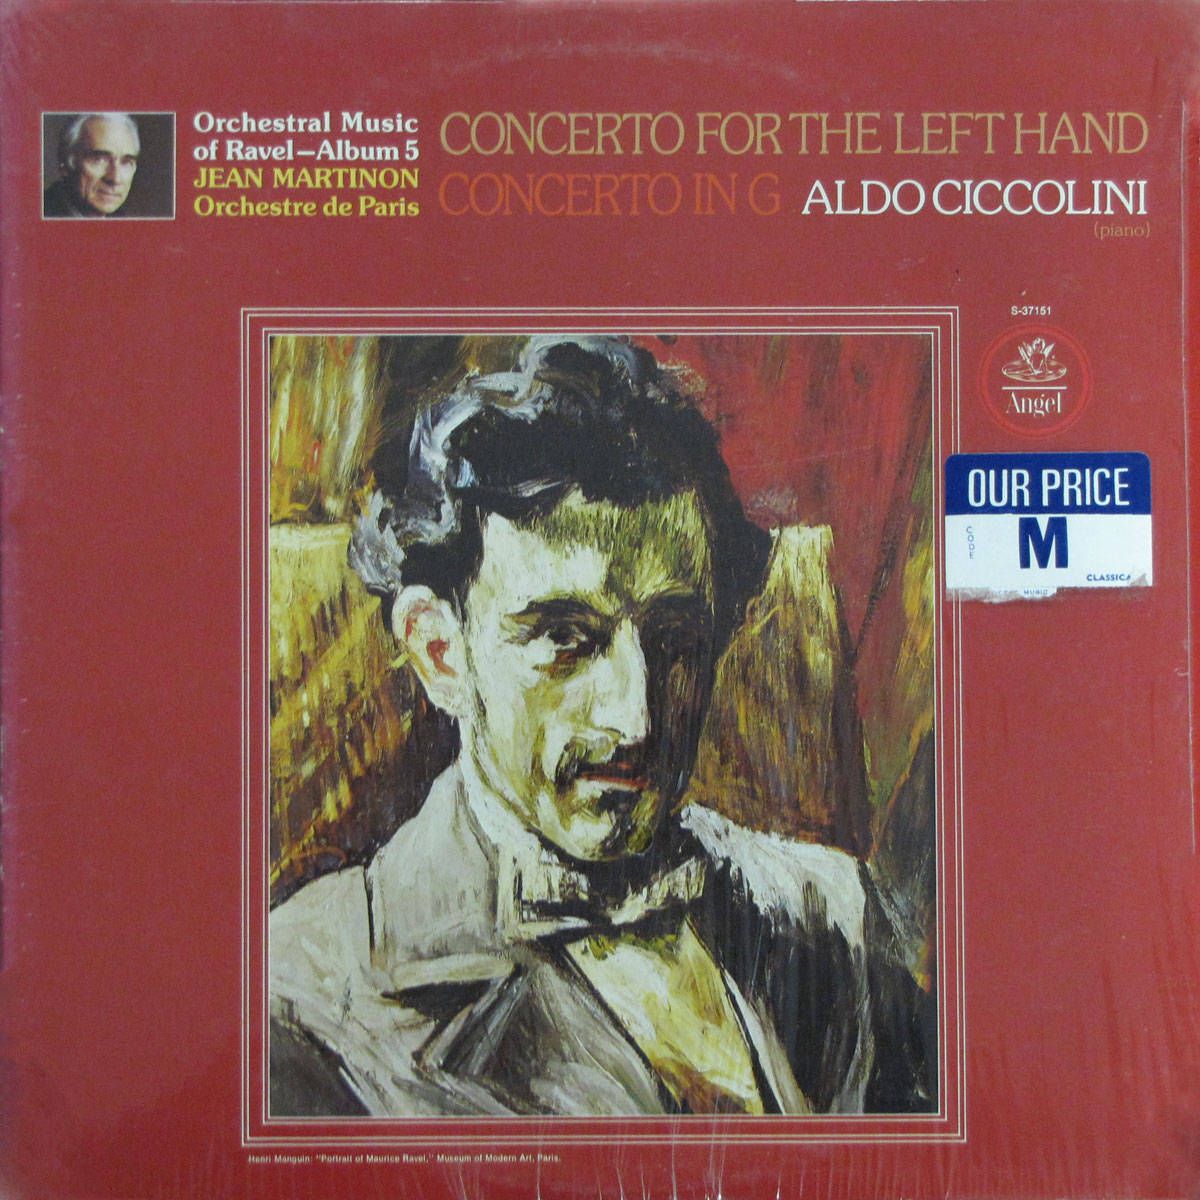 Orchestral Music
of Ravel—Album 5
JEAN MARTINON
Orchestre de Paris
CONCERTO FOR THE LEFT HAND
CONCERTO IN G ALDO CICCOLINI
(piano)
S-37151
Angel
OUR PRICE
CODE
M
CLASSICA
MUSIC
Henri Manguin: "Portrait of Maurice Ravel," Museum of Modern Art, Paris.